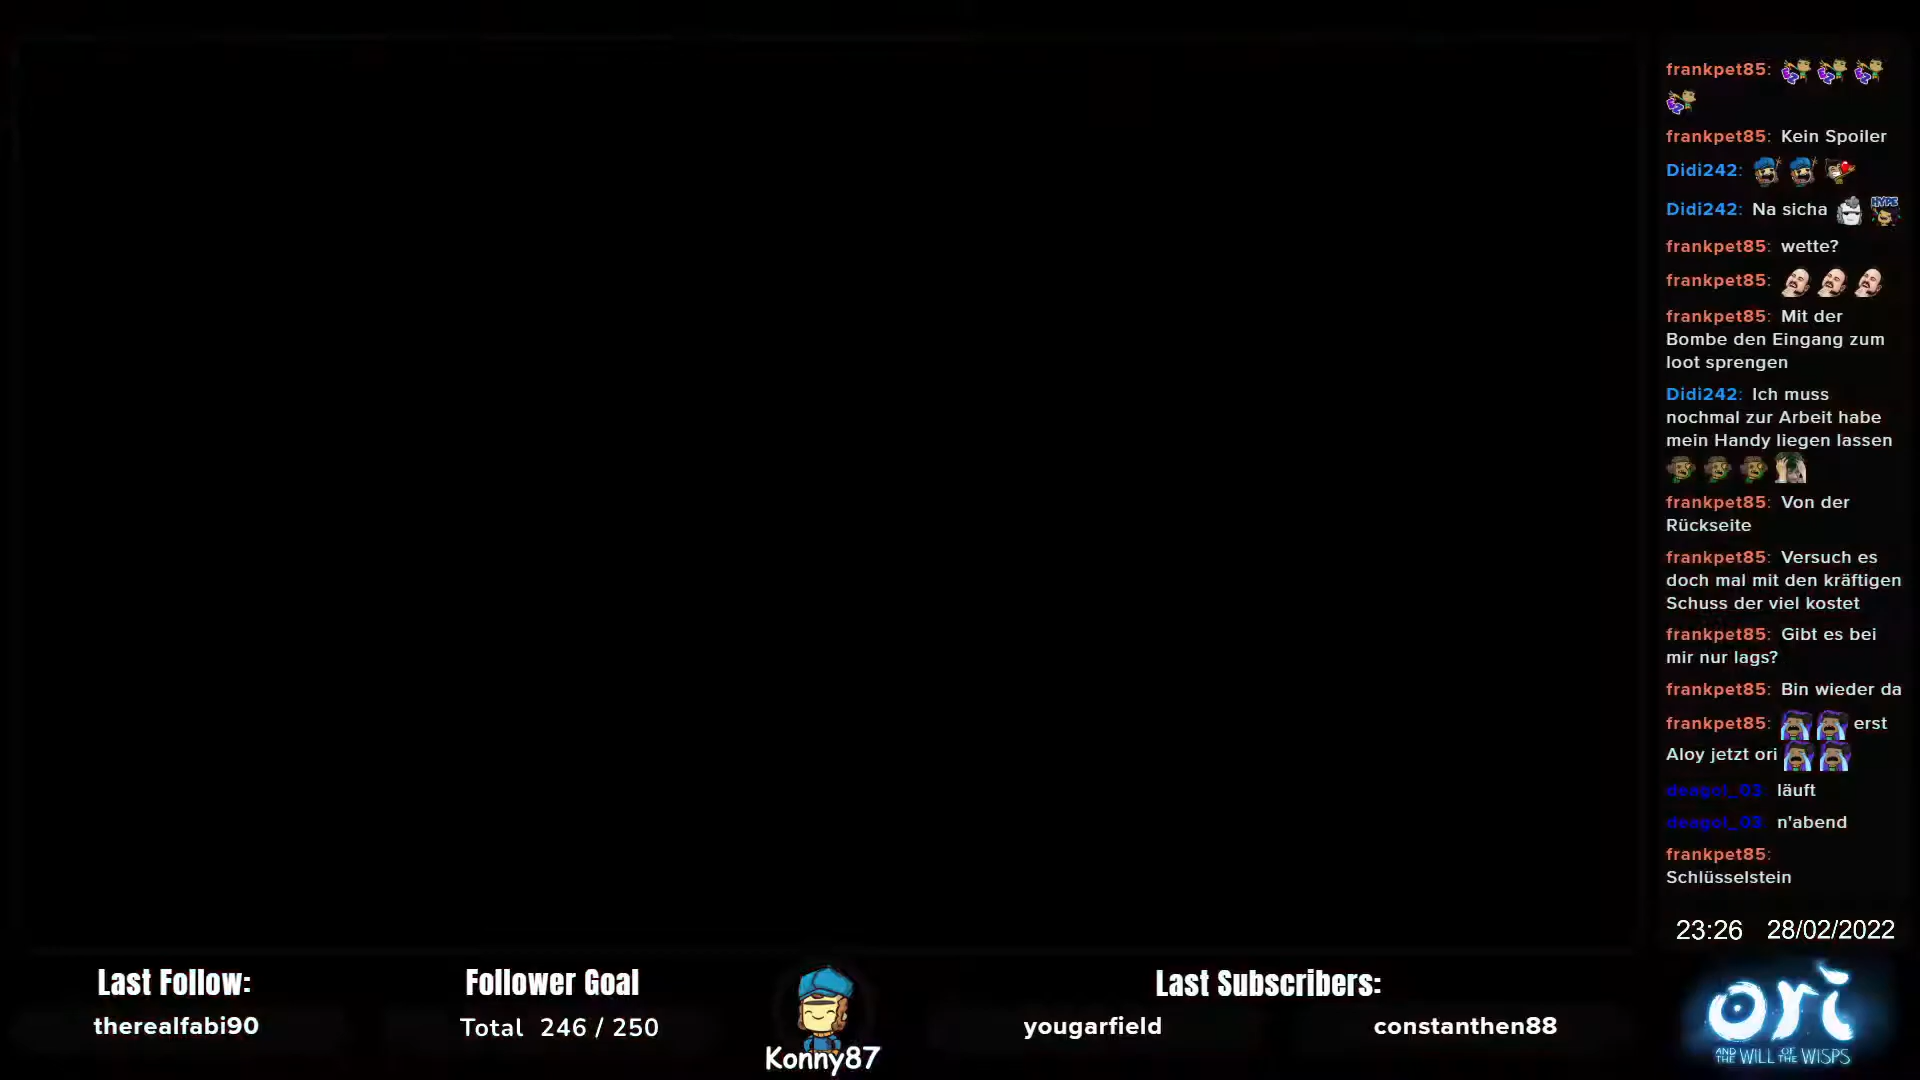 frankpet85:
frankpet85: Kein Spoiler
Didi242:
Didi242: Na sicha HYPE
frankpet85: wette?
frankpet85:
frankpet85: Mit der
Bombe den Eingang zum
loot sprengen
Didi242: Ich muss
nochmal zur Arbeit habe
mein Handy liegen lassen
frankpet85: Von der
Rückseite
frankpet85: Versuch es
doch mal mit den kräftigen
Schuss der viel kostet
frankpet85: Gibt es bei
mir nur lags?
frankpet85: Bin wieder da
frankpet85: erst
Aloy jetzt ori
deagol_03: läuft
deagol_03: n'abend
frankpet85:
Schlüsselstein
23:26 28/02/2022
Last Follow:
therealfabi90
Follower Goal
Total 246 / 250
Konny87
Last Subscribers:
yougarfield constanthen88
ori
AND THE WILL OF THE WISPS